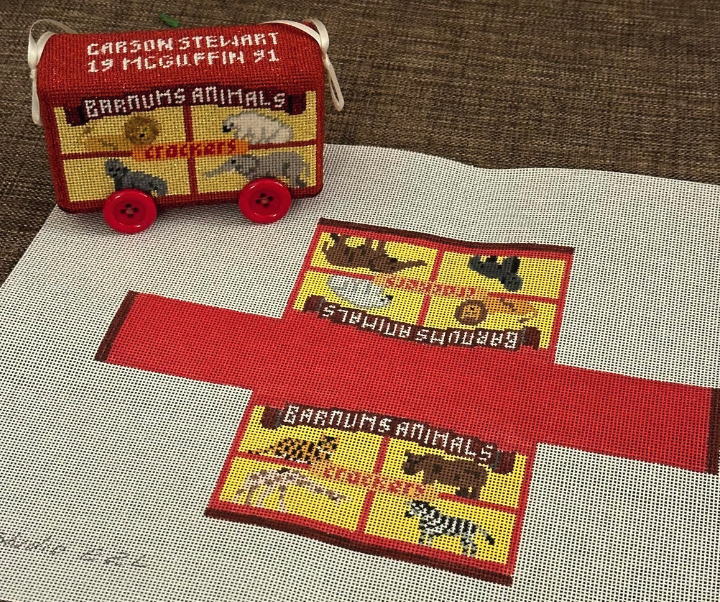 CARSON STEWART
19 MCGUFFIN 91
BARNUMS ANIMALS
crackers
crackers
BARNUMS ANIMALS
BARNUMS ANIMALS
crackers